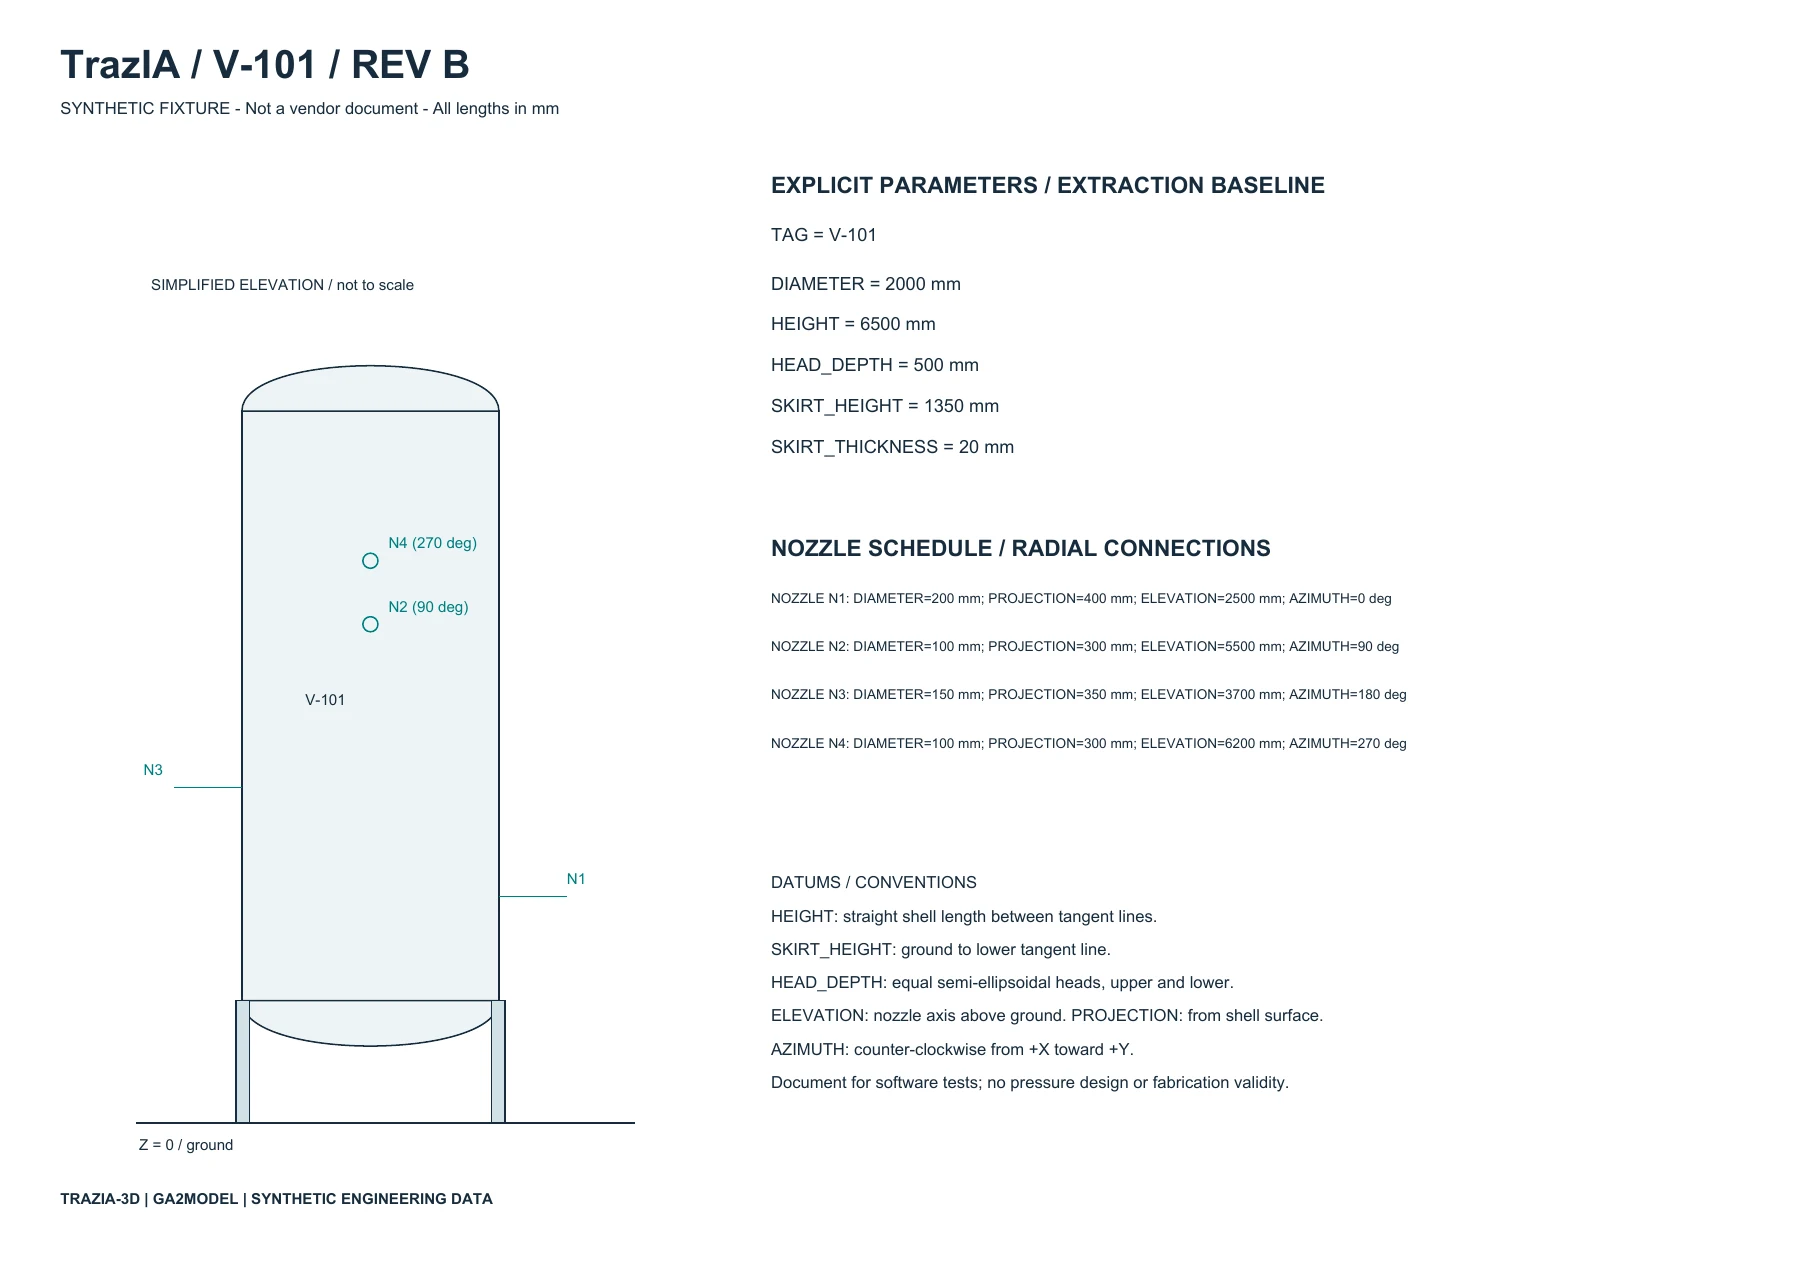 TrazIA / V-101 / REV B
SYNTHETIC FIXTURE - Not a vendor document - All lengths in mm
SIMPLIFIED ELEVATION / not to scale
N4 (270 deg)
N2 (90 deg)
V-101
N3
N1
Z = 0 / ground
EXPLICIT PARAMETERS / EXTRACTION BASELINE
TAG = V-101
DIAMETER = 2000 mm
HEIGHT = 6500 mm
HEAD_DEPTH = 500 mm
SKIRT_HEIGHT = 1350 mm
SKIRT_THICKNESS = 20 mm
NOZZLE SCHEDULE / RADIAL CONNECTIONS
NOZZLE N1: DIAMETER=200 mm; PROJECTION=400 mm; ELEVATION=2500 mm; AZIMUTH=0 deg
NOZZLE N2: DIAMETER=100 mm; PROJECTION=300 mm; ELEVATION=5500 mm; AZIMUTH=90 deg
NOZZLE N3: DIAMETER=150 mm; PROJECTION=350 mm; ELEVATION=3700 mm; AZIMUTH=180 deg
NOZZLE N4: DIAMETER=100 mm; PROJECTION=300 mm; ELEVATION=6200 mm; AZIMUTH=270 deg
DATUMS / CONVENTIONS
HEIGHT: straight shell length between tangent lines.
SKIRT_HEIGHT: ground to lower tangent line.
HEAD_DEPTH: equal semi-ellipsoidal heads, upper and lower.
ELEVATION: nozzle axis above ground. PROJECTION: from shell surface.
AZIMUTH: counter-clockwise from +X toward +Y.
Document for software tests; no pressure design or fabrication validity.
TRAZIA-3D | GA2MODEL | SYNTHETIC ENGINEERING DATA